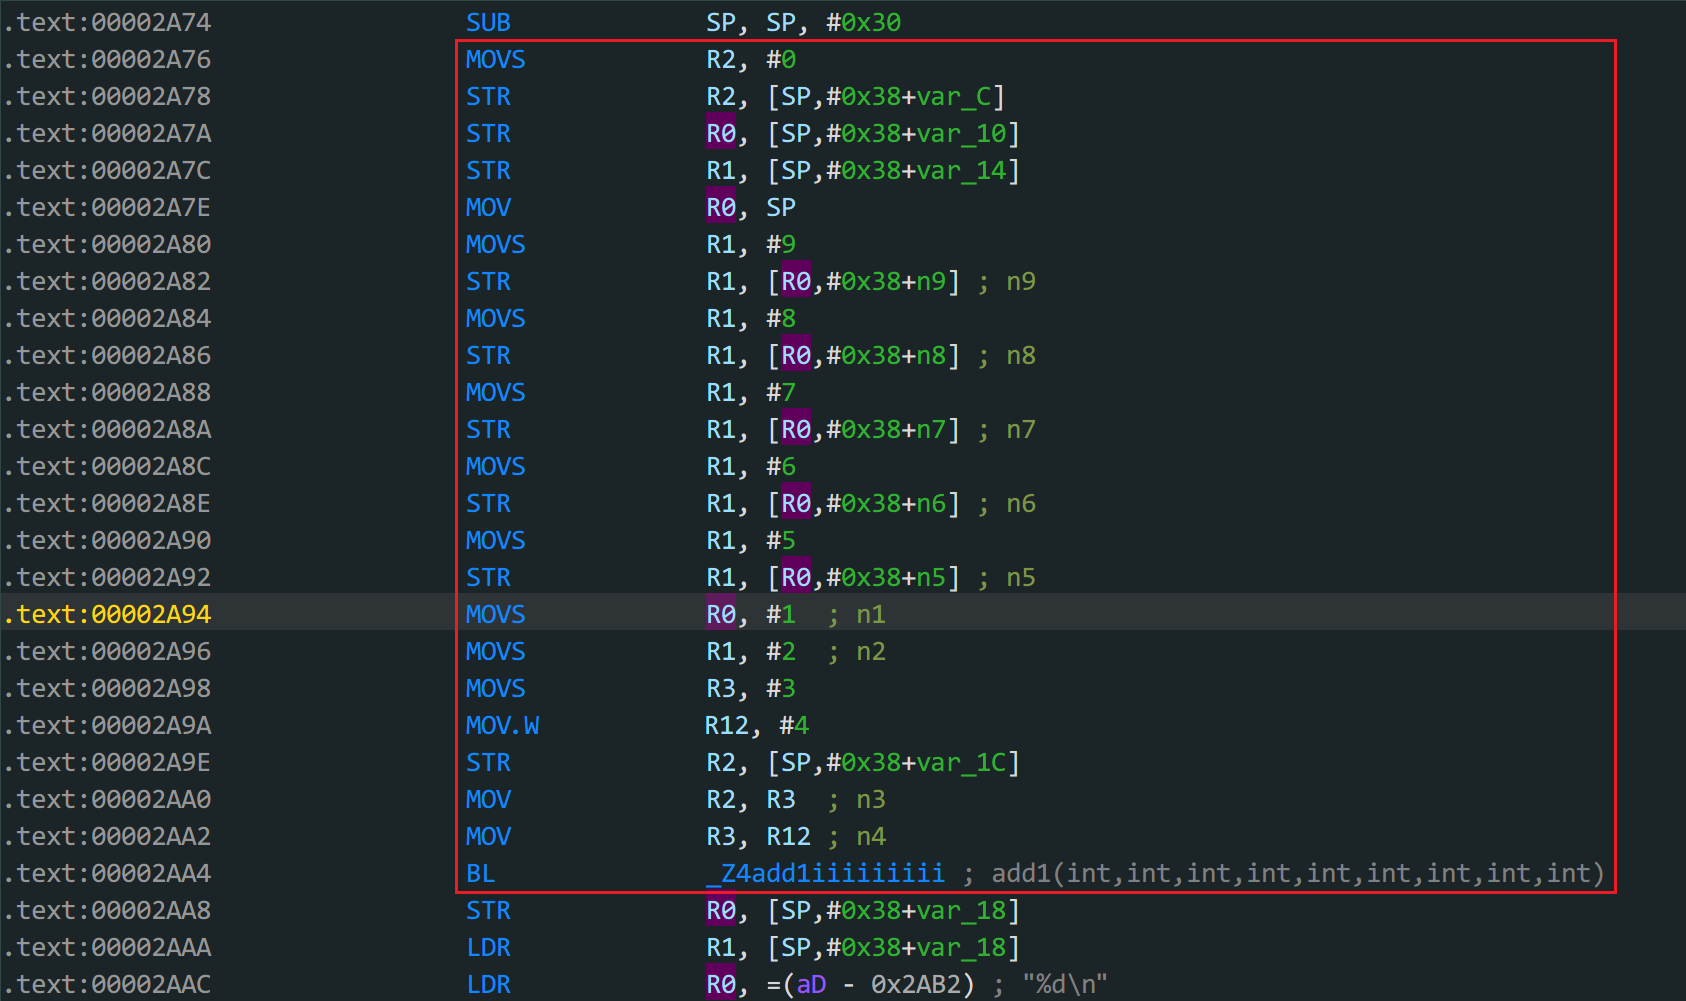 .text:00002A74 SUB SP, SP, #0x30
.text:00002A76 MOVS R2, #0
.text:00002A78 STR R2, [SP,#0x38+var_C]
.text:00002A7A STR R0, [SP,#0x38+var_10]
.text:00002A7C STR R1, [SP,#0x38+var_14]
.text:00002A7E MOV R0, SP
.text:00002A80 MOVS R1, #9
.text:00002A82 STR R1, [R0,#0x38+n9] ; n9
.text:00002A84 MOVS R1, #8
.text:00002A86 STR R1, [R0,#0x38+n8] ; n8
.text:00002A88 MOVS R1, #7
.text:00002A8A STR R1, [R0,#0x38+n7] ; n7
.text:00002A8C MOVS R1, #6
.text:00002A8E STR R1, [R0,#0x38+n6] ; n6
.text:00002A90 MOVS R1, #5
.text:00002A92 STR R1, [R0,#0x38+n5] ; n5
.text:00002A94 MOVS R0, #1 ; n1
.text:00002A96 MOVS R1, #2 ; n2
.text:00002A98 MOVS R3, #3
.text:00002A9A MOV.W R12, #4
.text:00002A9E STR R2, [SP,#0x38+var_1C]
.text:00002AA0 MOV R2, R3 ; n3
.text:00002AA2 MOV R3, R12 ; n4
.text:00002AA4 BL _Z4add1iiiiiiiii ; add1(int,int,int,int,int,int,int,int,int)
.text:00002AA8 STR R0, [SP,#0x38+var_18]
.text:00002AAA LDR R1, [SP,#0x38+var_18]
.text:00002AAC LDR R0, =(aD - 0x2AB2) ; "%d\n"